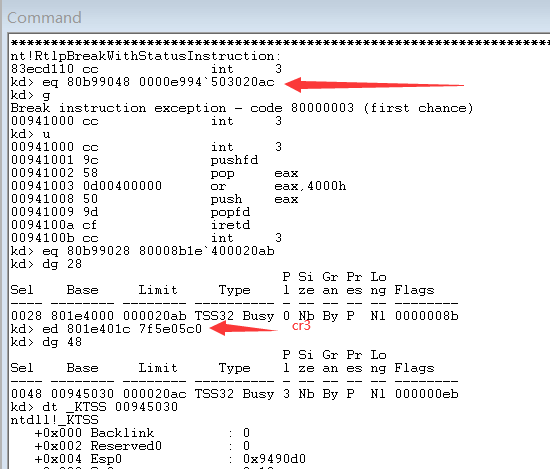 Command
************************************************************************
nt!RtlpBreakWithStatusInstruction:
83ecd110 cc int 3
kd> eq 80b99048 0000e994`503020ac
kd> g
Break instruction exception - code 80000003 (first chance)
00941000 cc int 3
kd> u
00941000 cc int 3
00941001 9c pushfd
00941002 58 pop eax
00941003 0d00400000 or eax,4000h
00941008 50 push eax
00941009 9d popfd
0094100a cf iretd
0094100b cc int 3
kd> eq 80b99028 80008b1e`400020ab
kd> dg 28
P Si Gr Pr Lo
Sel Base Limit Type l ze an es ng Flags
---- -------- -------- ---------- - -- -- -- -- --------
0028 801e4000 000020ab TSS32 Busy 0 Nb By P Nl 0000008b
kd> ed 801e401c 7f5e05c0
cr3
kd> dg 48
P Si Gr Pr Lo
Sel Base Limit Type l ze an es ng Flags
---- -------- -------- ---------- - -- -- -- -- --------
0048 00945030 000020ac TSS32 Busy 3 Nb By P Nl 000000eb
kd> dt _KTSS 00945030
ntdll!_KTSS
+0x000 Backlink : 0
+0x002 Reserved0 : 0
+0x004 Esp0 : 0x9490d0